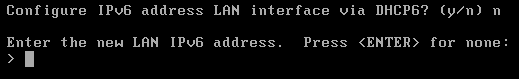 Configure IPv6 address LAN interface via DHCP6? (y/n) n
Enter the new LAN IPv6 address.  Press <ENTER> for none:
>